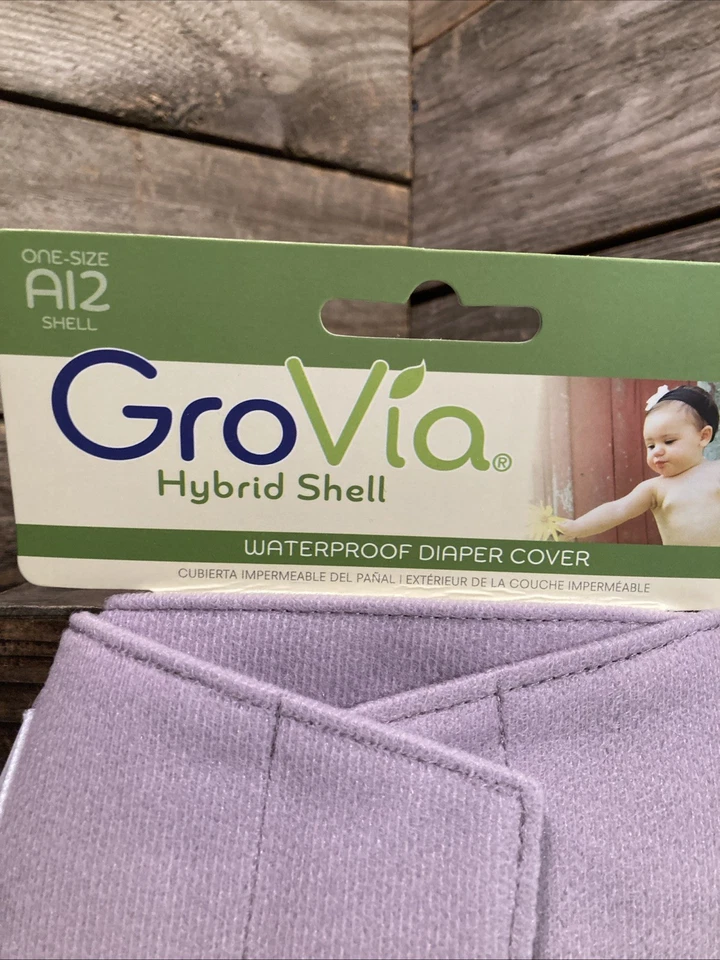 ONE-SIZE
AI2
SHELL
GroVia®
Hybrid Shell
WATERPROOF DIAPER COVER
CUBIERTA IMPERMEABLE DEL PAÑAL | EXTÉRIEUR DE LA COUCHE IMPERMÉABLE